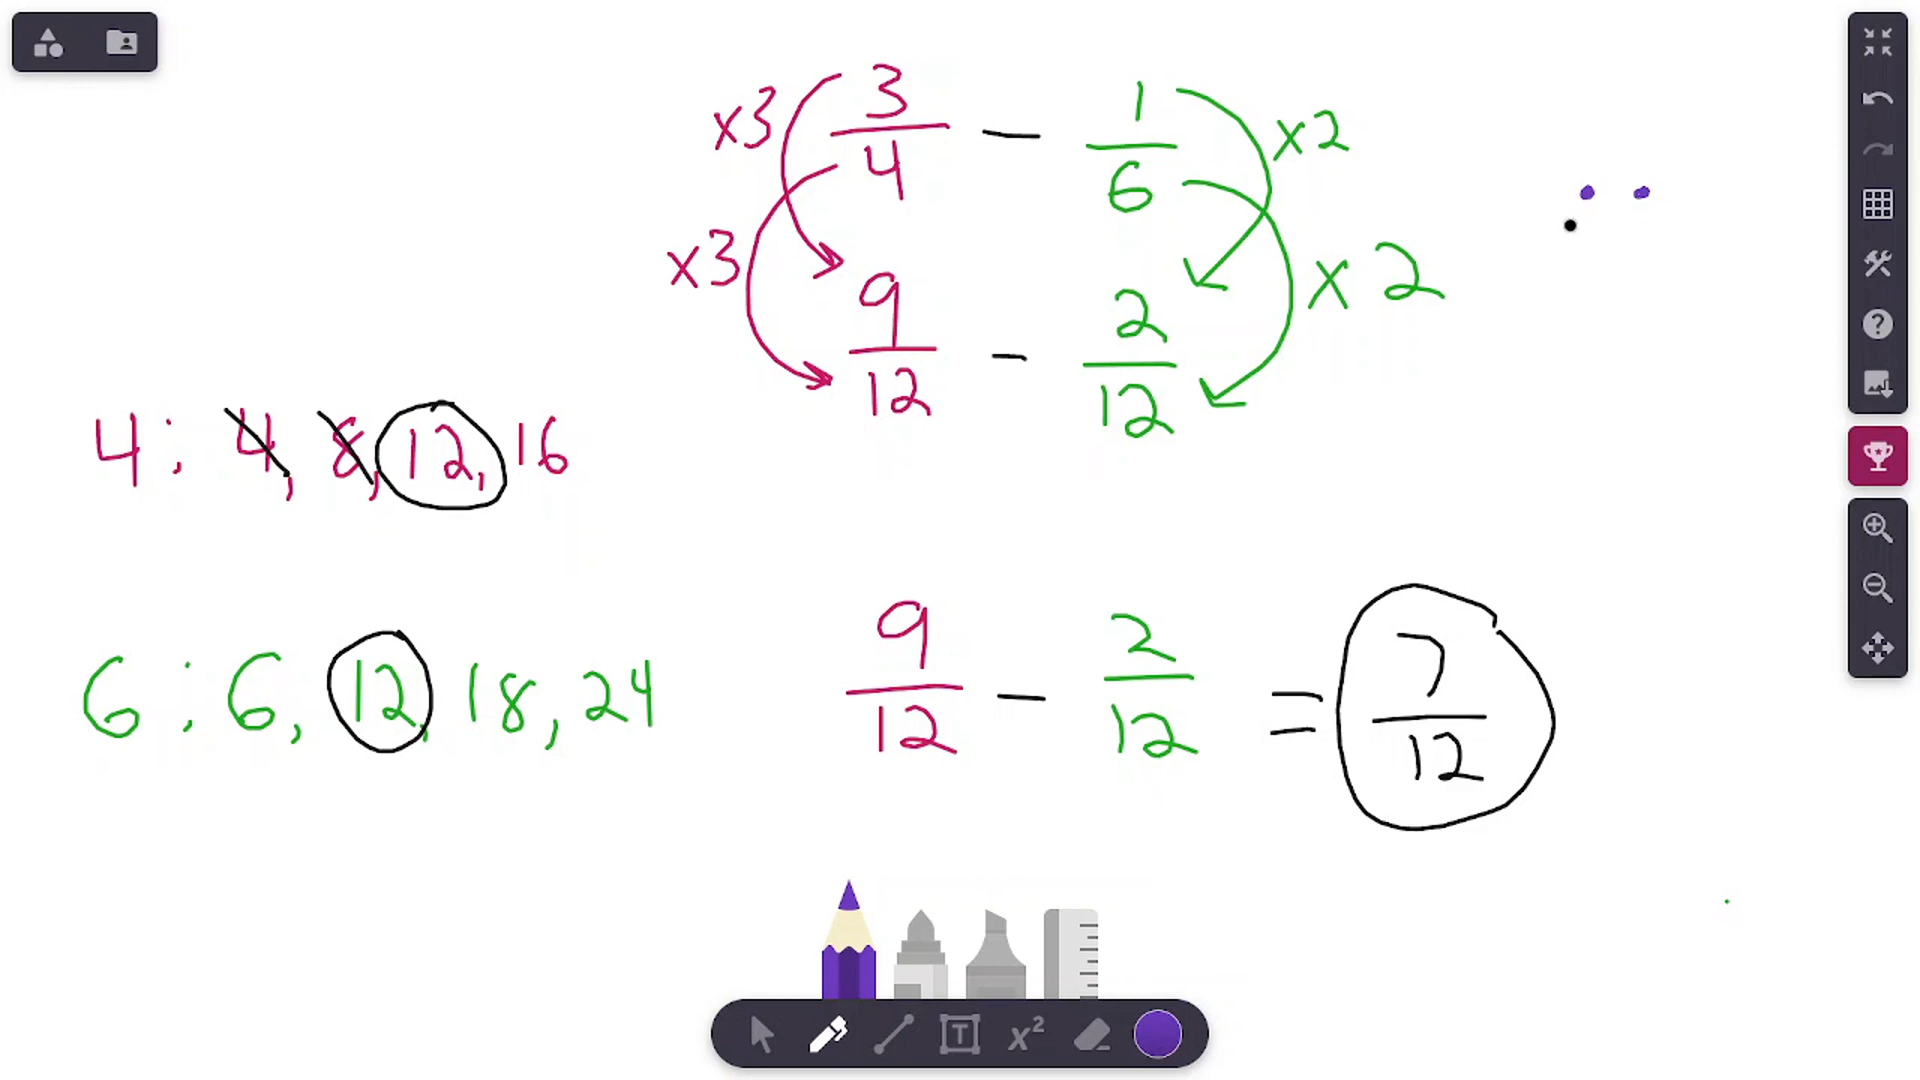 x3 3/4 - 1/6 x2
x3 9/12 - 2/12 x2
4: 4, 8, 12, 16
6: 6, 12, 18, 24
9/12 - 2/12 = 7/12
T x²